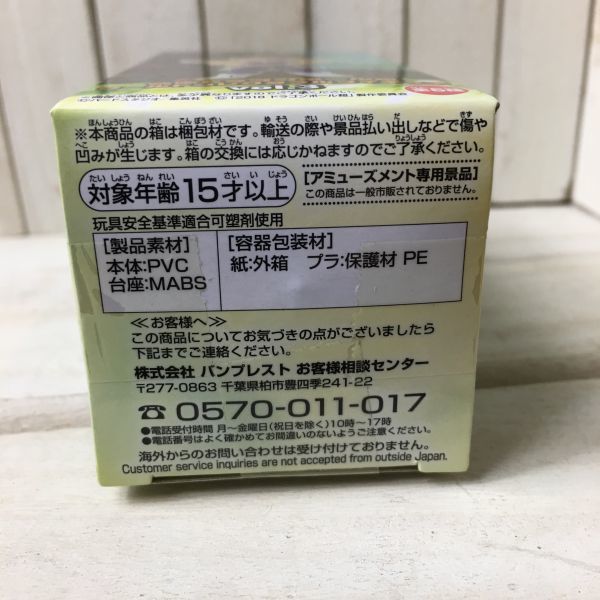 ※本商品の箱は梱包材です。輸送の際や景品払い出しなどで傷や
凹みが生じます。箱の交換には応じかねますのでご了承ください。
対象年齢15才以上
[アミューズメント専用景品]
この商品は一般市販されておりません。
玩具安全基準適合可塑剤使用
[製品素材]
本体:PVC
台座:MABS
[容器包装材]
紙:外箱 プラ:保護材 PE
≪お客様へ≫
この商品についてお気づきの点がございましたら
下記までご連絡ください。
株式会社 バンプレスト お客様相談センター
〒277-0863 千葉県柏市豊四季241-22
☎0570-011-017
●電話受付時間 月〜金曜日(祝日を除く)10時〜17時
●電話番号はよく確かめてお間違いのないようご注意ください。
海外からのお問い合わせは受け付けておりません。
Customer service inquiries are not accepted from outside Japan.